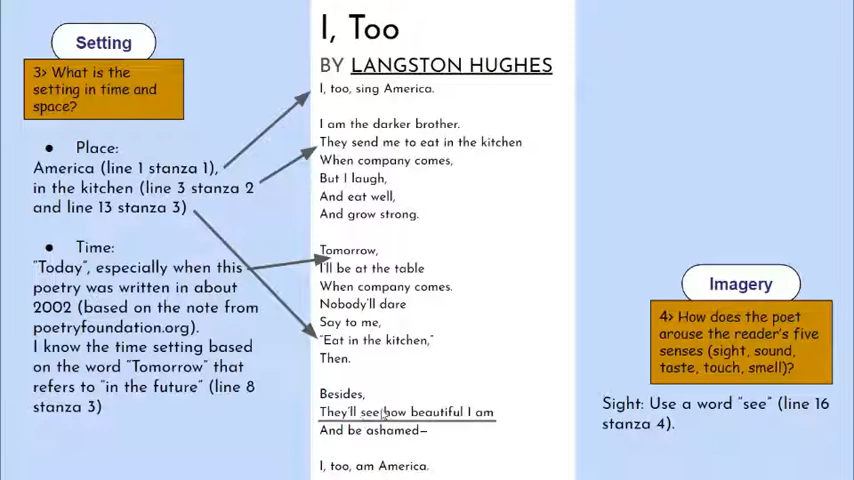 Setting
3> What is the
setting in time and
space?
● Place:
America (line 1 stanza 1),
in the kitchen (line 3 stanza 2
and line 13 stanza 3)
● Time:
"Today", especially when this
poetry was written in about
2002 (based on the note from
poetryfoundation.org).
I know the time setting based
on the word "Tomorrow" that
refers to "in the future" (line 8
stanza 3)
I, Too
BY LANGSTON HUGHES
I, too, sing America.
I am the darker brother.
They send me to eat in the kitchen
When company comes,
But I laugh,
And eat well,
And grow strong.
Tomorrow,
I'll be at the table
When company comes.
Nobody'll dare
Say to me,
"Eat in the kitchen,"
Then.
Besides,
They'll see how beautiful I am
And be ashamed—
I, too, am America.
Imagery
4> How does the poet
arouse the reader's five
senses (sight, sound,
taste, touch, smell)?
Sight: Use a word "see" (line 16
stanza 4).